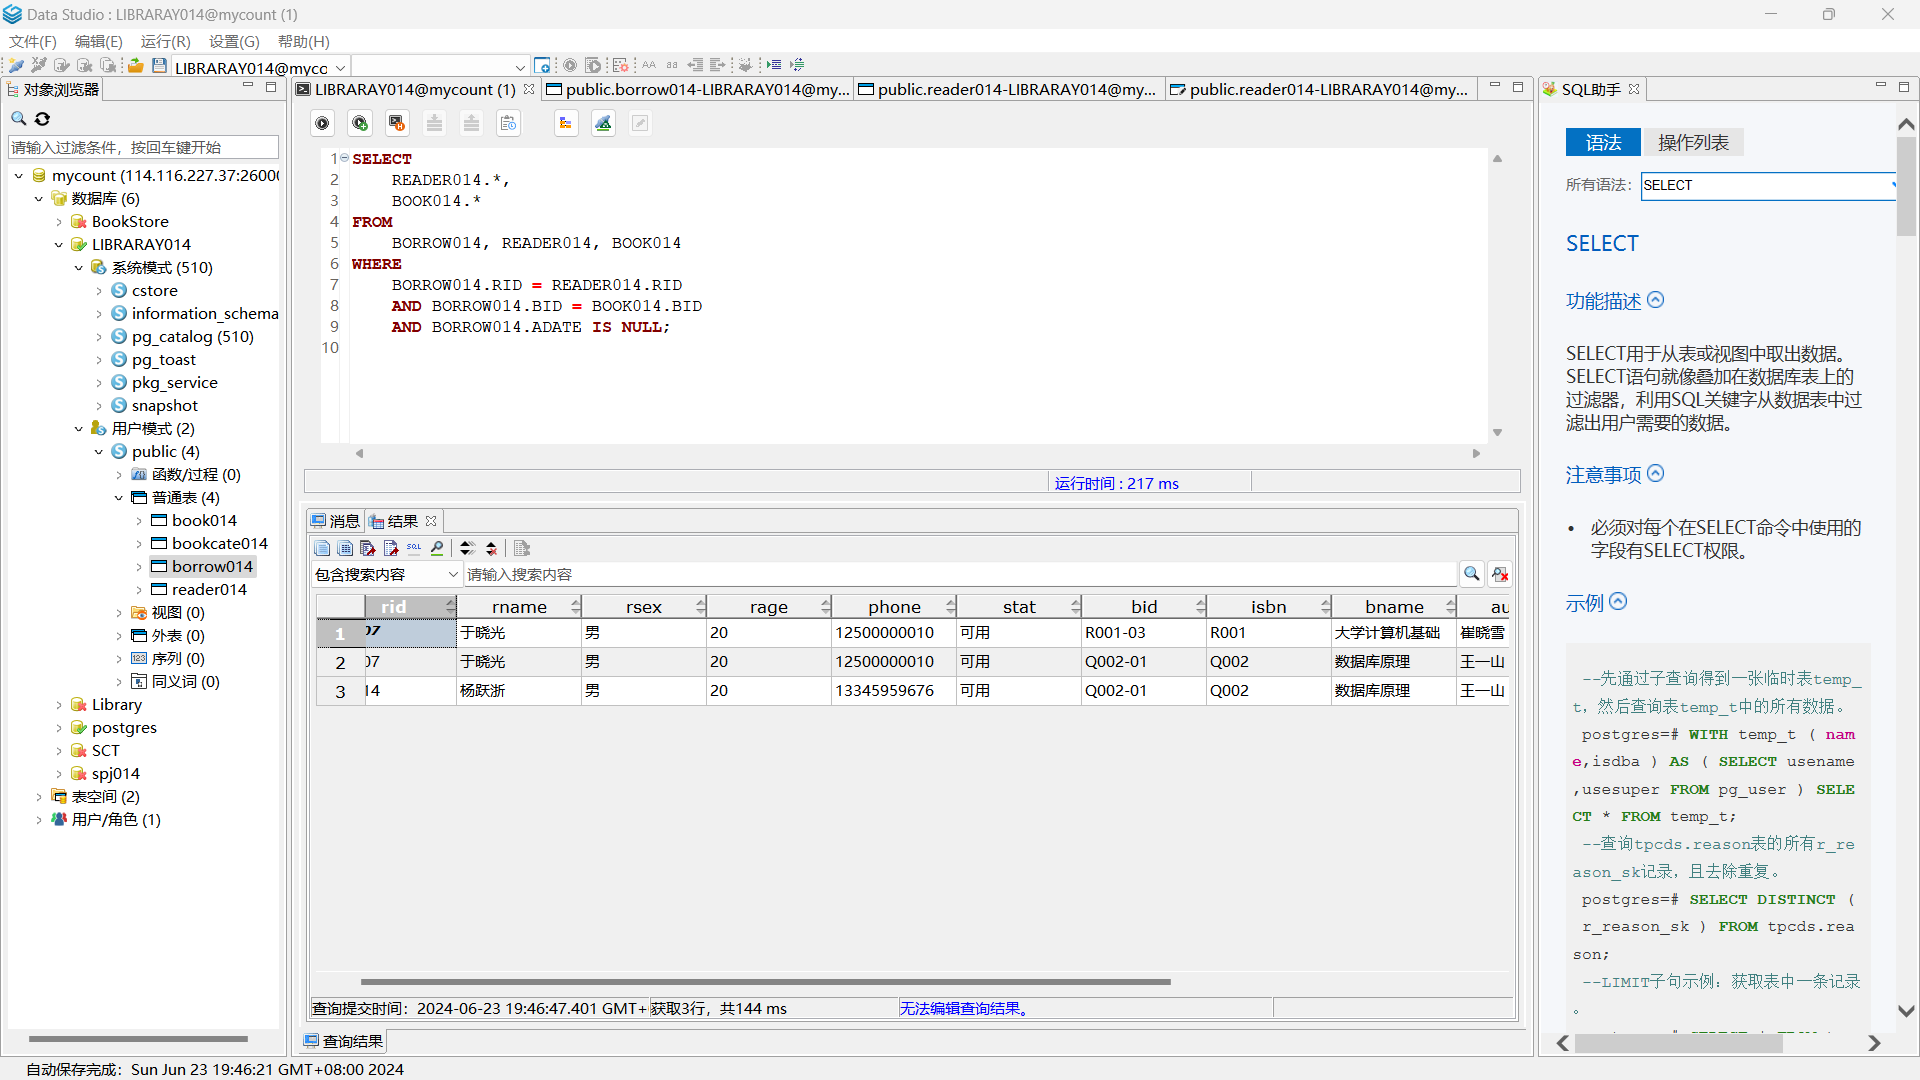 Data Studio : LIBRARAY014@mycount (1)
文件(F) 编辑(E) 运行(R) 设置(G) 帮助(H)
LIBRARAY014@myco
对象浏览器
请输入过滤条件，按回车键开始
mycount (114.116.227.37:2600
数据库 (6)
BookStore
LIBRARAY014
系统模式 (510)
cstore
information_schema
pg_catalog (510)
pg_toast
pkg_service
snapshot
用户模式 (2)
public (4)
函数/过程 (0)
普通表 (4)
book014
bookcate014
borrow014
reader014
视图 (0)
外表 (0)
序列 (0)
同义词 (0)
Library
postgres
SCT
spj014
表空间 (2)
用户/角色 (1)
LIBRARAY014@mycount (1) public.borrow014-LIBRARAY014@my... public.reader014-LIBRARAY014@my... public.reader014-LIBRARAY014@my...
1 SELECT
2 READER014.*,
3 BOOK014.*
4 FROM
5 BORROW014, READER014, BOOK014
6 WHERE
7 BORROW014.RID = READER014.RID
8 AND BORROW014.BID = BOOK014.BID
9 AND BORROW014.ADATE IS NULL;
10
运行时间 : 217 ms
消息 结果
SQL
包含搜索内容 请输入搜索内容
rid rname rsex rage phone stat bid isbn bname au
1 07 于晓光 男 20 12500000010 可用 R001-03 R001 大学计算机基础 崔晓雪
2 07 于晓光 男 20 12500000010 可用 Q002-01 Q002 数据库原理 王一山
3 14 杨跃浙 男 20 13345959676 可用 Q002-01 Q002 数据库原理 王一山
查询提交时间：2024-06-23 19:46:47.401 GMT+ 获取3行，共144 ms 无法编辑查询结果。
查询结果
SQL助手
语法 操作列表
所有语法: SELECT
SELECT
功能描述
SELECT用于从表或视图中取出数据。
SELECT语句就像叠加在数据库表上的
过滤器，利用SQL关键字从数据表中过
滤出用户需要的数据。
注意事项
• 必须对每个在SELECT命令中使用的
字段有SELECT权限。
示例
--先通过子查询得到一张临时表temp_
t，然后查询表temp_t中的所有数据。
postgres=# WITH temp_t ( nam
e,isdba ) AS ( SELECT usename
,usesuper FROM pg_user ) SELE
CT * FROM temp_t;
--查询tpcds.reason表的所有r_re
ason_sk记录，且去除重复。
postgres=# SELECT DISTINCT (
r_reason_sk ) FROM tpcds.rea
son;
--LIMIT子句示例：获取表中一条记录
。
自动保存完成：Sun Jun 23 19:46:21 GMT+08:00 2024